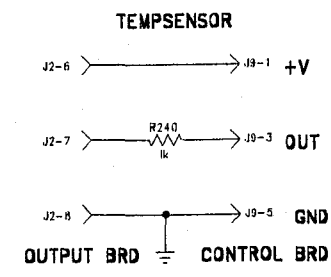 TEMPSENSOR
J2-6 J9-1 +V
R240
J2-7 J9-3 OUT
1k
J2-8 J9-5 GND
OUTPUT BRD CONTROL BRD